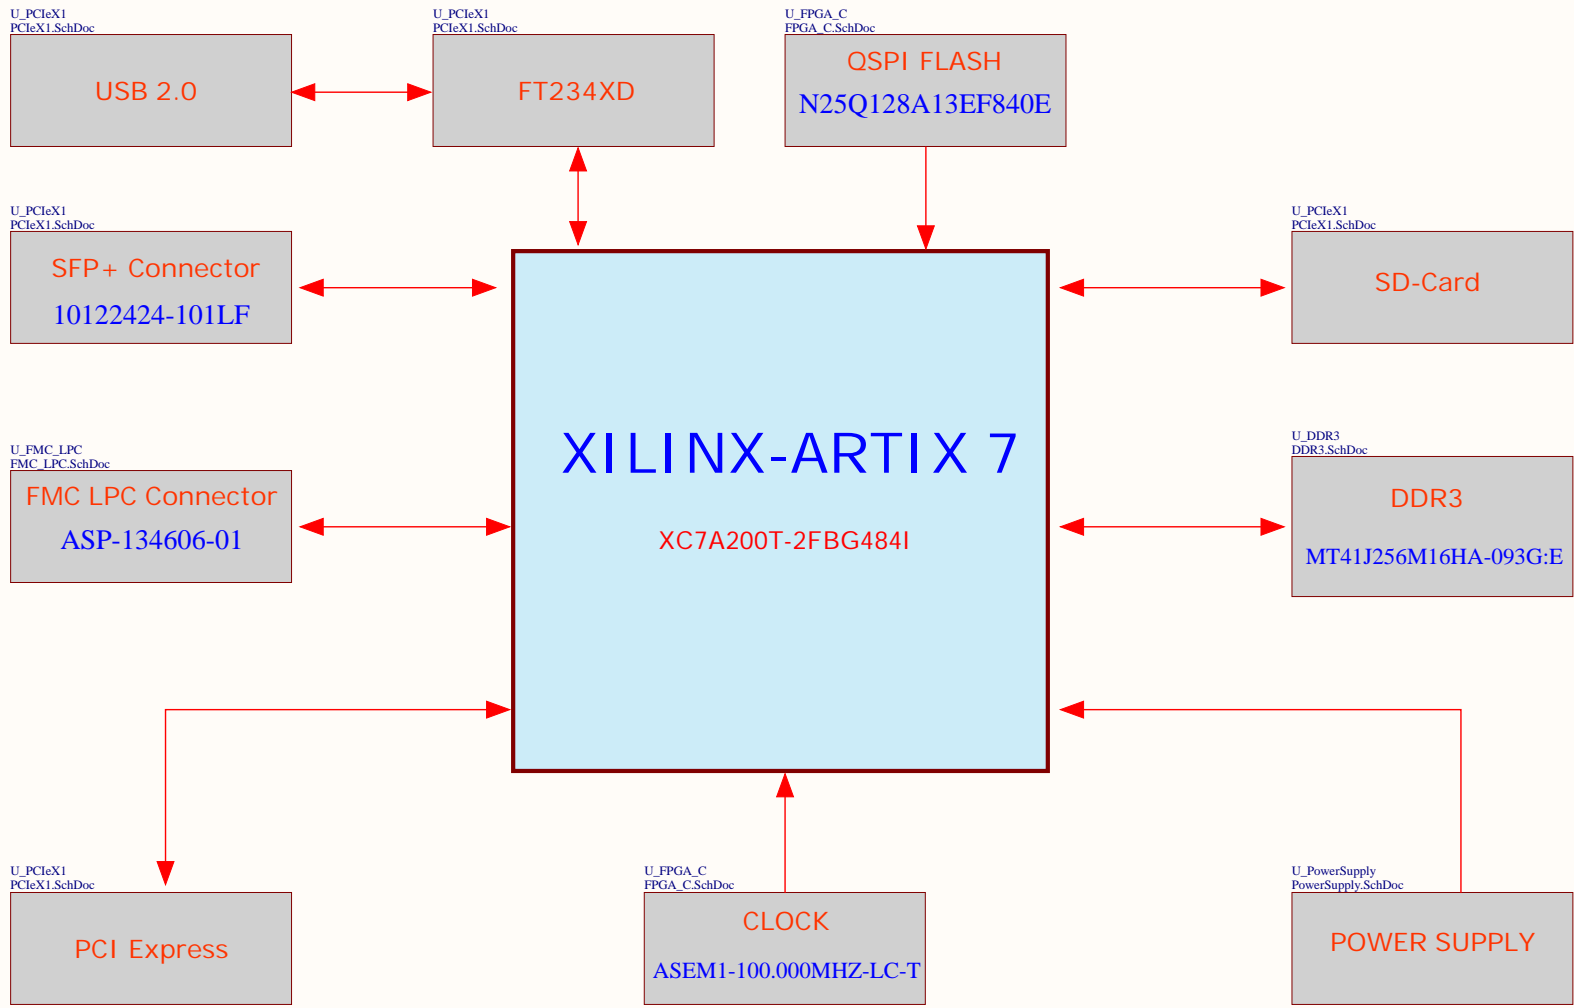 U_PCIeX1
PCIeX1.SchDoc
USB 2.0
U_PCIeX1
PCIeX1.SchDoc
FT234XD
U_FPGA_C
FPGA_C.SchDoc
QSPI FLASH
N25Q128A13EF840E
U_PCIeX1
PCIeX1.SchDoc
SFP+ Connector
10122424-101LF
U_PCIeX1
PCIeX1.SchDoc
SD-Card
XILINX-ARTIX 7
XC7A200T-2FBG484I
U_FMC_LPC
FMC_LPC.SchDoc
FMC LPC Connector
ASP-134606-01
U_DDR3
DDR3.SchDoc
DDR3
MT41J256M16HA-093G:E
U_PCIeX1
PCIeX1.SchDoc
PCI Express
U_FPGA_C
FPGA_C.SchDoc
CLOCK
ASEM1-100.000MHZ-LC-T
U_PowerSupply
PowerSupply.SchDoc
POWER SUPPLY